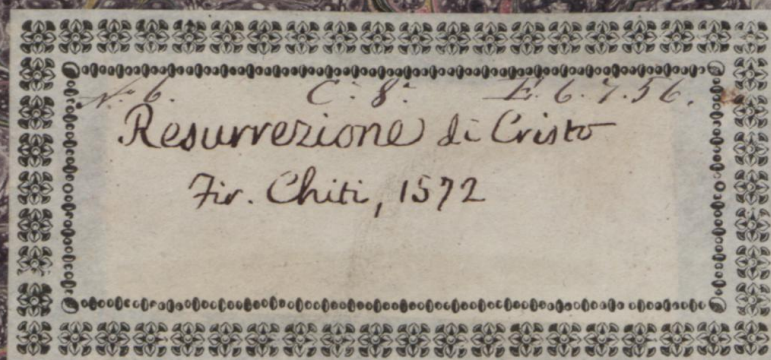 N.° 6. C.° 8.° E. 6. 7. 56.
Resurrezione di Cristo
Fir. Chiti, 1572